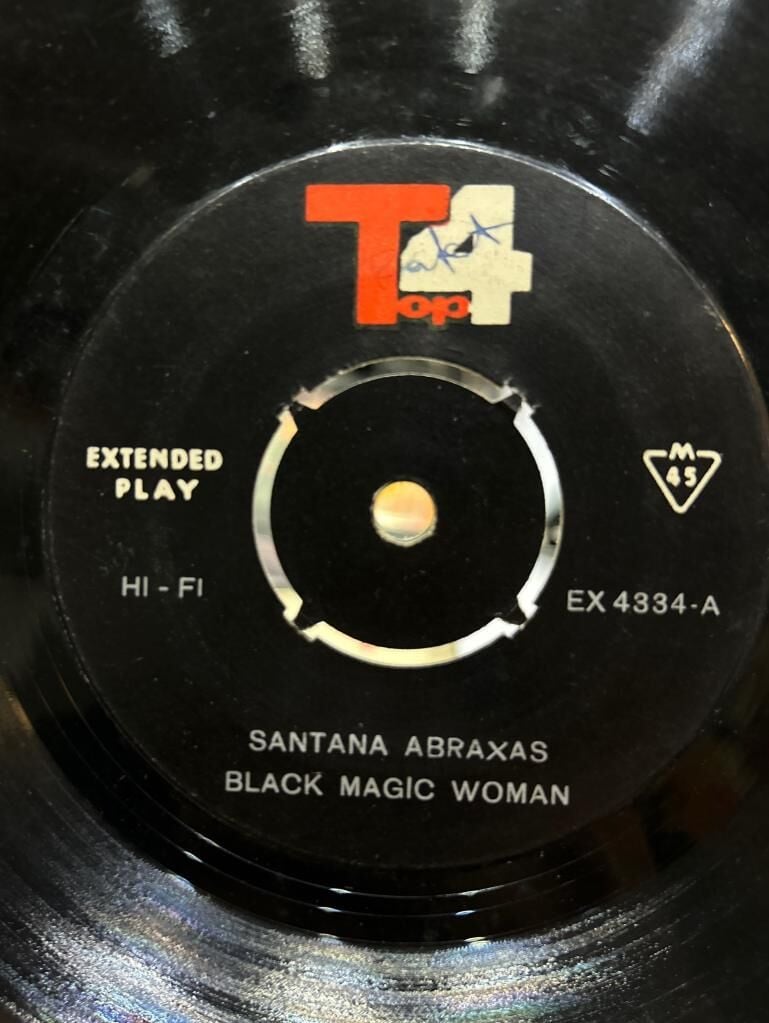 Top 4
EXTENDED
PLAY
M
45
HI - FI
EX 4334-A
SANTANA ABRAXAS
BLACK MAGIC WOMAN